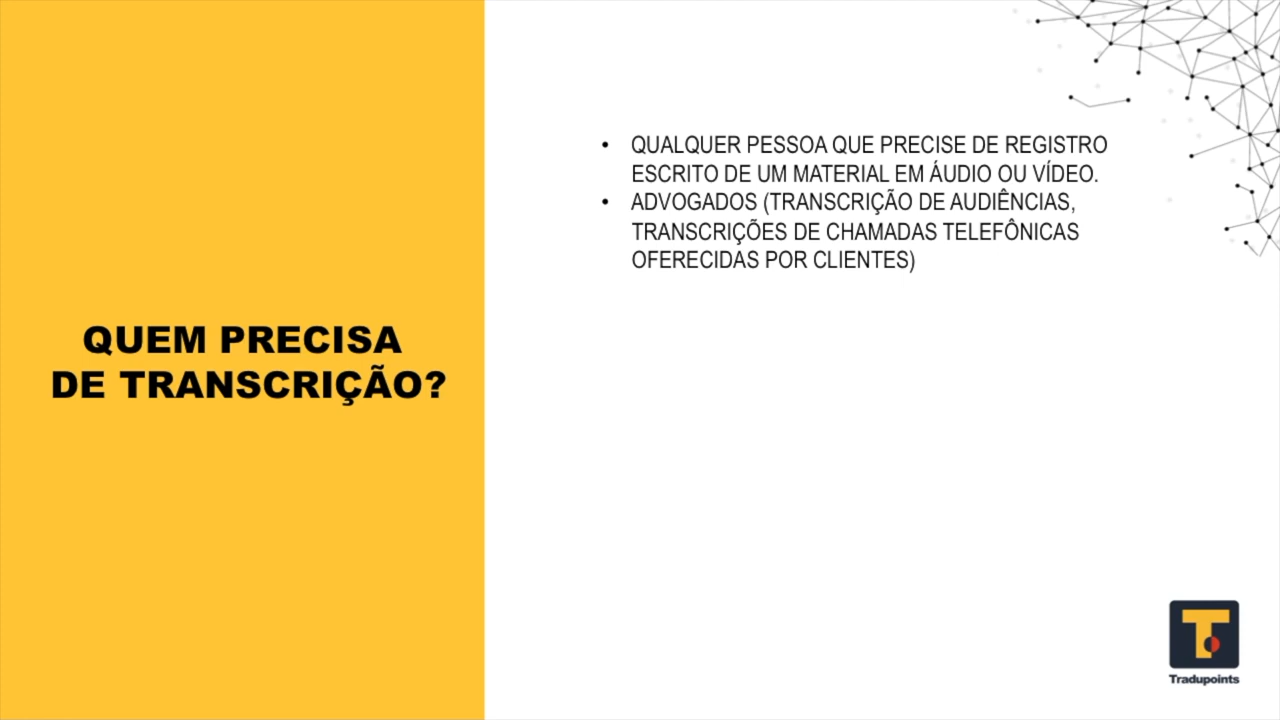 QUEM PRECISA
DE TRANSCRIÇÃO?
• QUALQUER PESSOA QUE PRECISE DE REGISTRO
ESCRITO DE UM MATERIAL EM ÁUDIO OU VÍDEO.
• ADVOGADOS (TRANSCRIÇÃO DE AUDIÊNCIAS,
TRANSCRIÇÕES DE CHAMADAS TELEFÔNICAS
OFERECIDAS POR CLIENTES)
T
Tradupoints